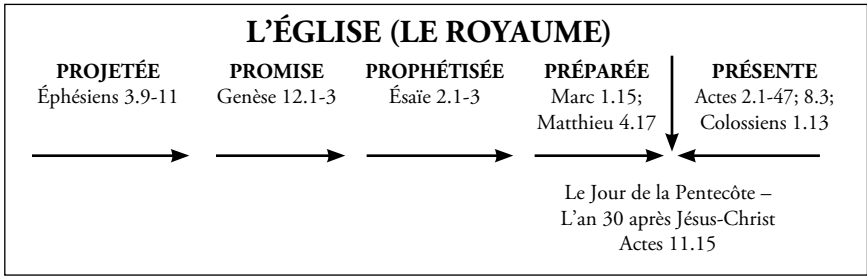 L’ÉGLISE (LE ROYAUME)
PROJETÉE
Éphésiens 3.9-11
PROMISE
Genèse 12.1-3
PROPHÉTISÉE
Ésaïe 2.1-3
PRÉPARÉE
Marc 1.15;
Matthieu 4.17
PRÉSENTE
Actes 2.1-47; 8.3;
Colossiens 1.13
Le Jour de la Pentecôte –
L’an 30 après Jésus-Christ
Actes 11.15